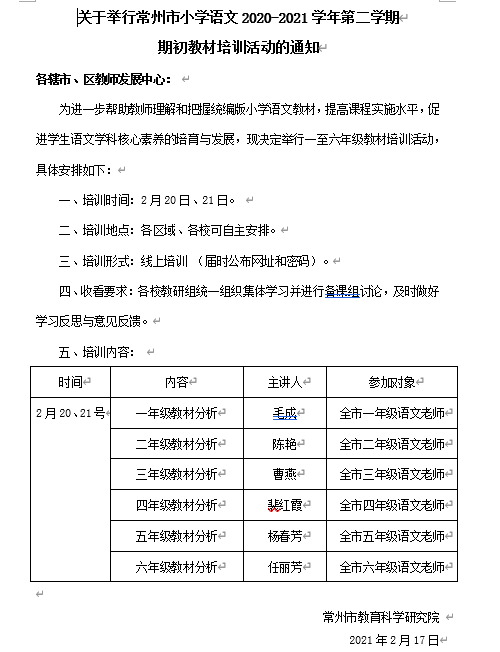 关于举行常州市小学语文 2020-2021 学年第二学期
期初教材培训活动的通知
各辖市、区教师发展中心：
为进一步帮助教师理解和把握统编版小学语文教材，提高课程实施水平，促
进学生语文学科核心素养的培育与发展，现决定举行一至六年级教材培训活动，
具体安排如下：
一、培训时间：2 月 20 日、21 日。
二、培训地点：各区域、各校可自主安排。
三、培训形式：线上培训 （届时公布网址和密码）。
四、收看要求：各校教研组统一组织集体学习并进行备课组讨论，及时做好
学习反思与意见反馈。
五、培训内容：
时间 内容 主讲人 参加对象
2 月 20、21 号 一年级教材分析 毛成 全市一年级语文老师
二年级教材分析 陈艳 全市二年级语文老师
三年级教材分析 曹燕 全市三年级语文老师
四年级教材分析 裴红霞 全市四年级语文老师
五年级教材分析 杨春芳 全市五年级语文老师
六年级教材分析 任丽芳 全市六年级语文老师
常州市教育科学研究院
2021 年 2 月 17 日